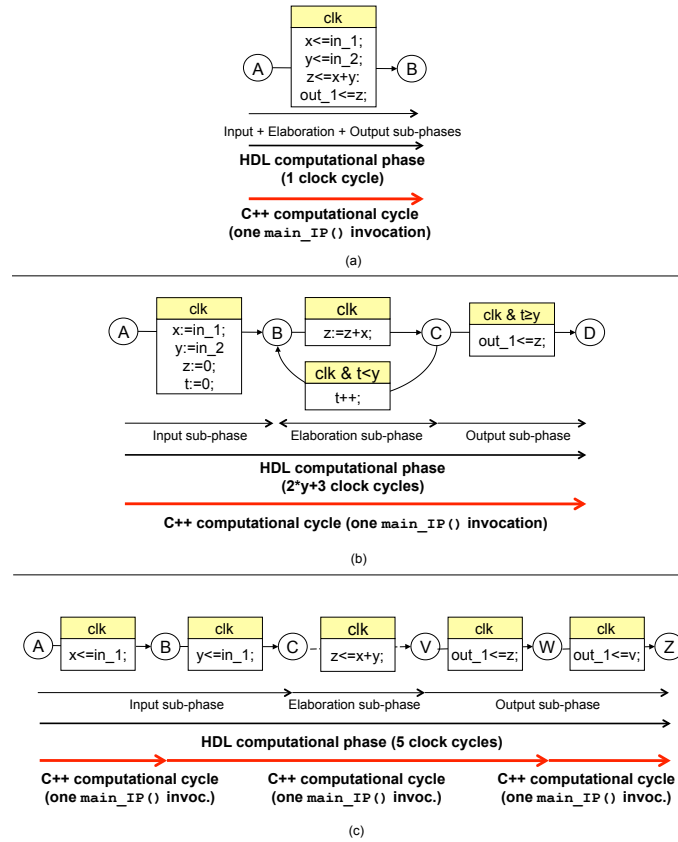 clk
x<=in_1;
y<=in_2;
z<=x+y:
out_1<=z;
A
B
Input + Elaboration + Output sub-phases
HDL computational phase
(1 clock cycle)
C++ computational cycle
(one main_IP() invocation)
(a)
A
clk
x:=in_1;
y:=in_2
z:=0;
t:=0;
B
clk
z:=z+x;
clk & t<y
t++;
C
clk & t≥y
out_1<=z;
D
Input sub-phase
Elaboration sub-phase
Output sub-phase
HDL computational phase
(2*y+3 clock cycles)
C++ computational cycle (one main_IP() invocation)
(b)
A
clk
x<=in_1;
B
clk
y<=in_1;
C
clk
z<=x+y;
V
clk
out_1<=z;
W
clk
out_1<=v;
Z
Input sub-phase
Elaboration sub-phase
Output sub-phase
HDL computational phase (5 clock cycles)
C++ computational cycle
(one main_IP() invoc.)
C++ computational cycle
(one main_IP() invoc.)
C++ computational cycle
(one main_IP() invoc.)
(c)